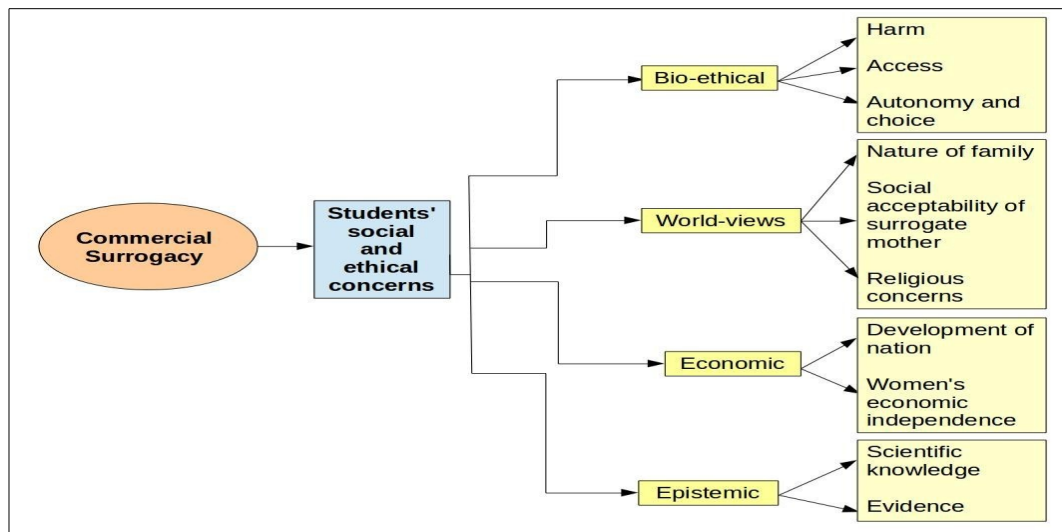 Commercial
Surrogacy
Students'
social
and
ethical
concerns
Bio-ethical
Harm
Access
Autonomy and
choice
World-views
Nature of family
Social
acceptability of
surrogate
mother
Religious
concerns
Economic
Development of
nation
Women's
economic
independence
Epistemic
Scientific
knowledge
Evidence